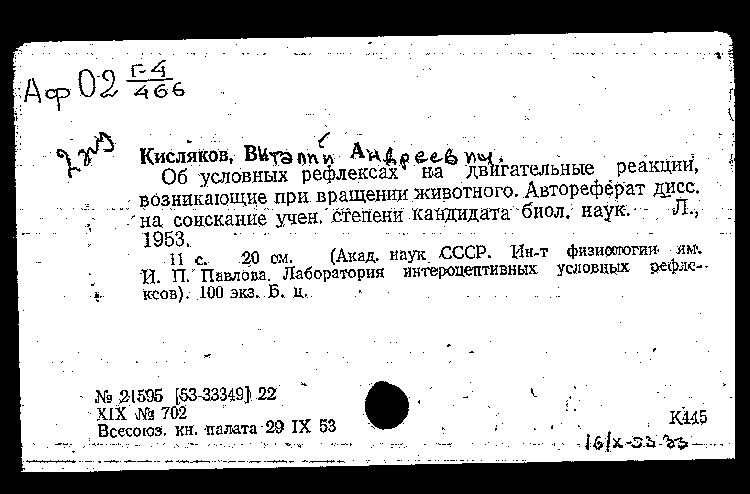 Аф 02 Г-4
466
Кисляков, Виталий Андреевич.
Об условных рефлексах на двигательные реакции,
возникающие при вращении животного. Автореферат дисс.
на соискание учен. степени кандидата биол. наук. Л.,
1953.
11 с. 20 см. (Акад. наук СССР. Ин-т физиологии им.
И. П. Павлова. Лаборатория интероцептивных условных рефле-
ксов). 100 экз. Б. ц.
№ 21595 [53-33349] 22
XIX № 702
Всесоюз. кн. палата 29 IX 53
К445
16/X-53